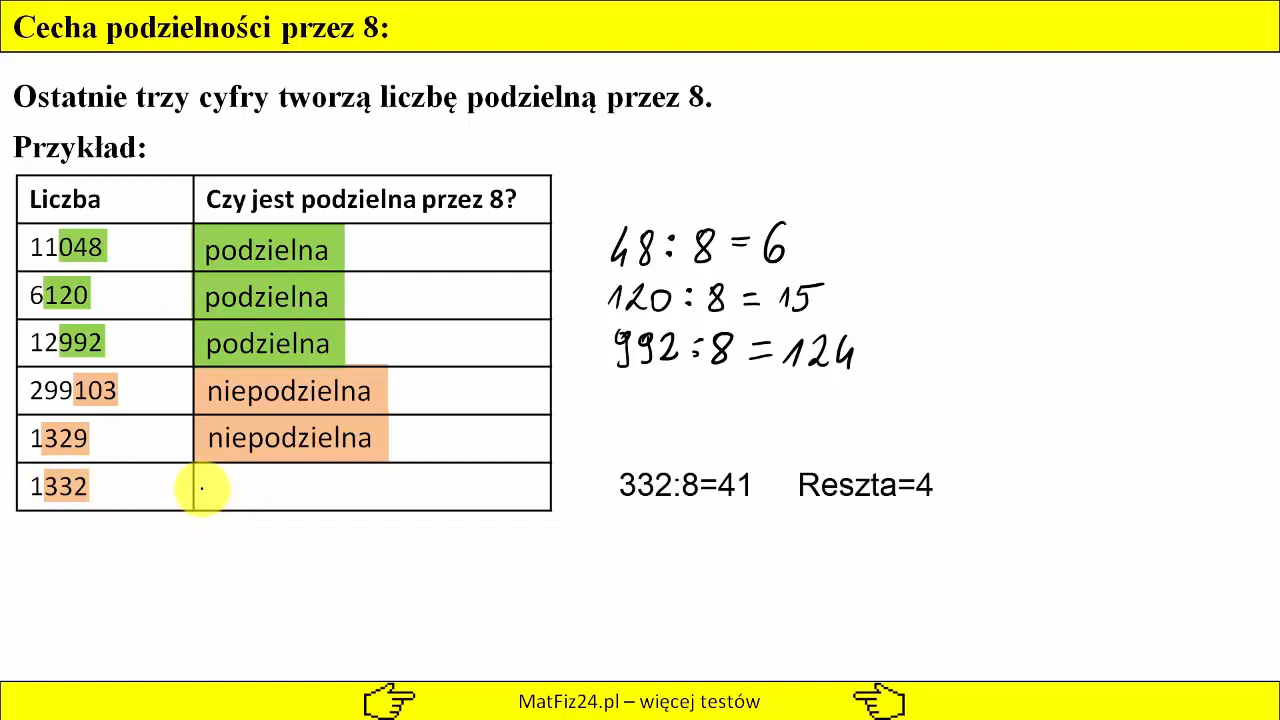 Cecha podzielności przez 8:
Ostatnie trzy cyfry tworzą liczbę podzielną przez 8.
Przykład:
Liczba Czy jest podzielna przez 8?
11048 podzielna 48:8=6
6120 podzielna 120:8=15
12992 podzielna 992:8=124
299103 niepodzielna
1329 niepodzielna
1332 332:8=41 Reszta=4
MatFiz24.pl – więcej testów